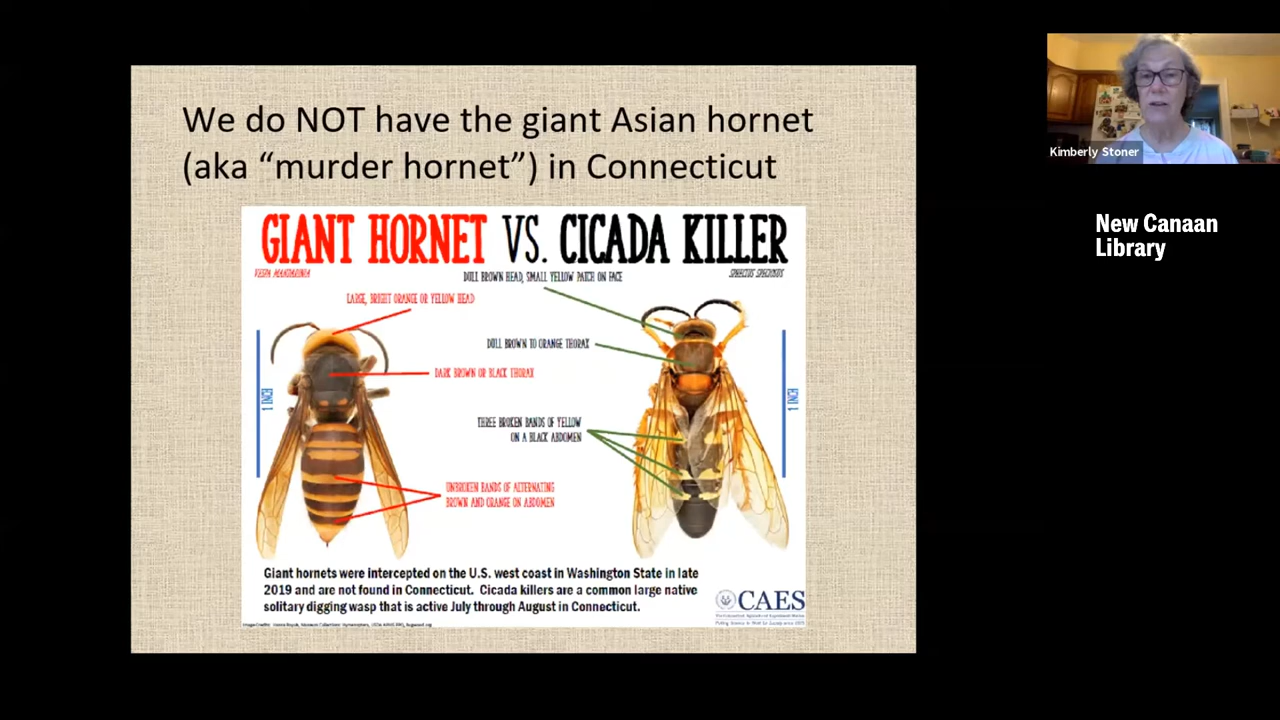 We do NOT have the giant Asian hornet
(aka “murder hornet”) in Connecticut
GIANT HORNET VS. CICADA KILLER
VESPA MANDARINIA
SPHECIUS SPECIOSUS
DULL BROWN HEAD, SMALL YELLOW PATCH ON FACE
LARGE, BRIGHT ORANGE OR YELLOW HEAD
DULL BROWN TO ORANGE THORAX
DARK BROWN OR BLACK THORAX
1 INCH
1 INCH
THREE BROKEN BANDS OF YELLOW
ON A BLACK ABDOMEN
UNBROKEN BANDS OF ALTERNATING
BROWN AND ORANGE ON ABDOMEN
Giant hornets were intercepted on the U.S. west coast in Washington State in late
2019 and are not found in Connecticut. Cicada killers are a common large native
solitary digging wasp that is active July through August in Connecticut.
CAES
Kimberly Stoner
New Canaan
Library